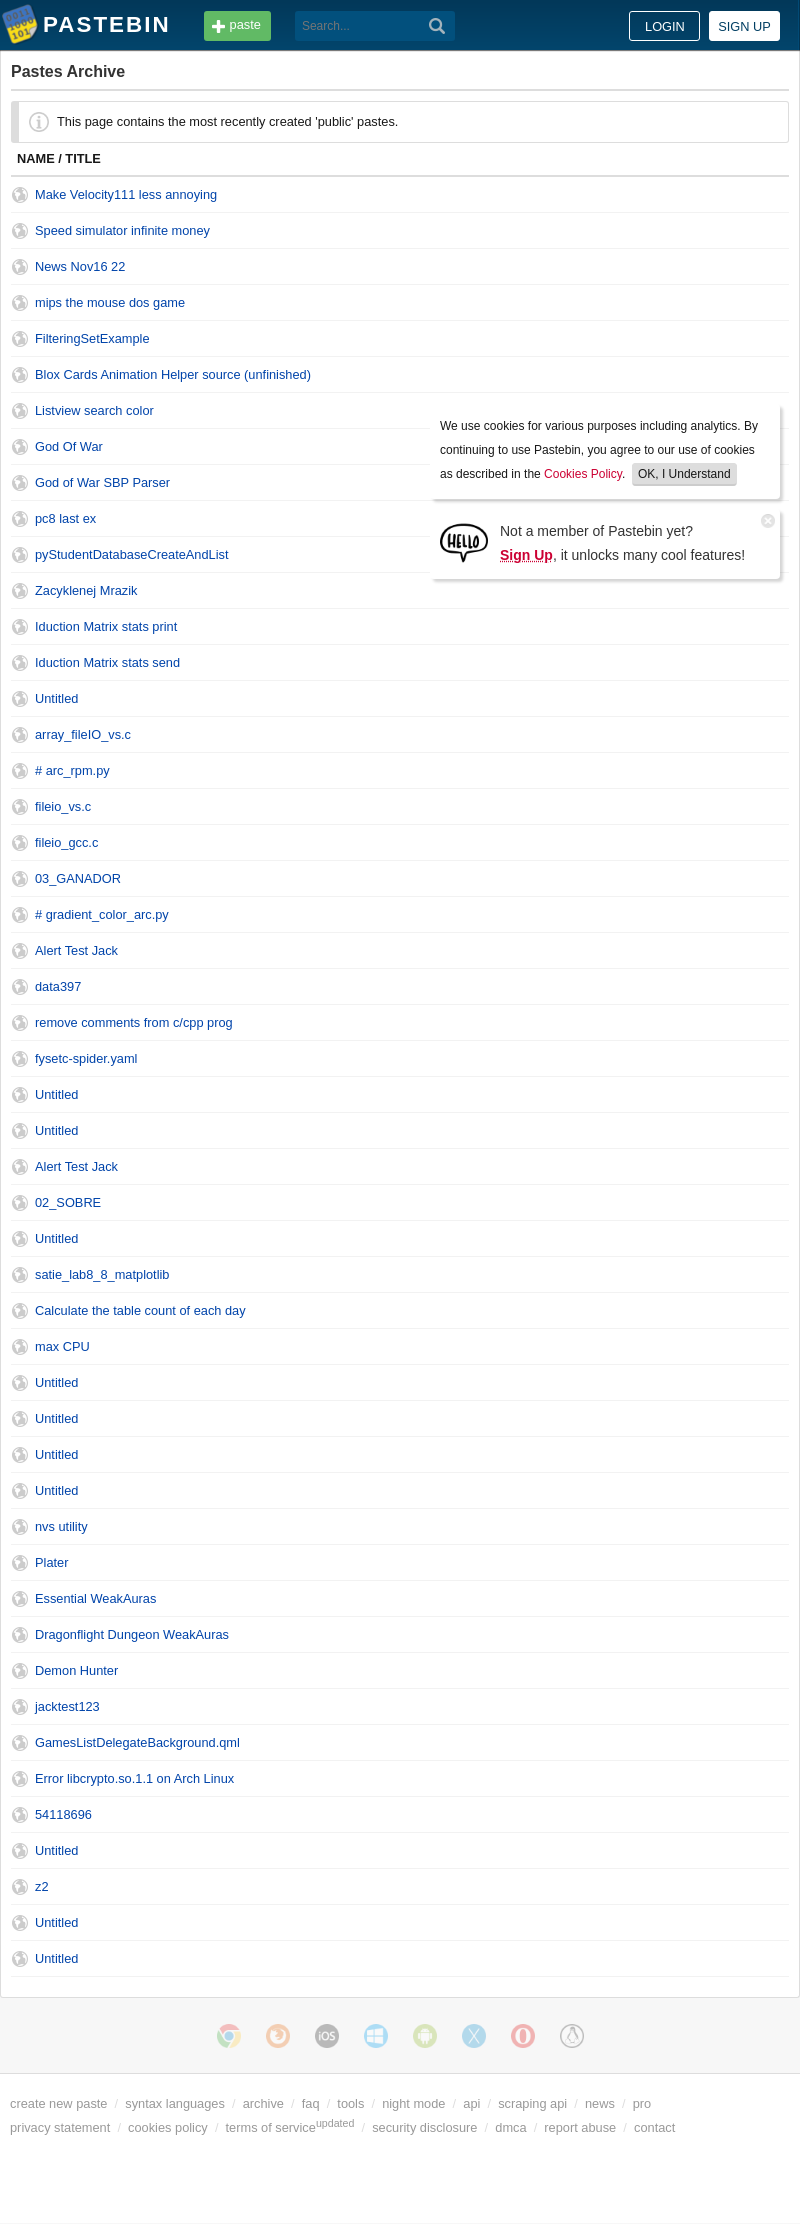 PASTEBIN
paste
Search...
LOGIN
SIGN UP
Pastes Archive
This page contains the most recently created 'public' pastes.
NAME / TITLE
Make Velocity111 less annoying
Speed simulator infinite money
News Nov16 22
mips the mouse dos game
FilteringSetExample
Blox Cards Animation Helper source (unfinished)
Listview search color
God Of War
God of War SBP Parser
pc8 last ex
pyStudentDatabaseCreateAndList
Zacyklenej Mrazik
Iduction Matrix stats print
Iduction Matrix stats send
Untitled
array_fileIO_vs.c
# arc_rpm.py
fileio_vs.c
fileio_gcc.c
03_GANADOR
# gradient_color_arc.py
Alert Test Jack
data397
remove comments from c/cpp prog
fysetc-spider.yaml
Untitled
Untitled
Alert Test Jack
02_SOBRE
Untitled
satie_lab8_8_matplotlib
Calculate the table count of each day
max CPU
Untitled
Untitled
Untitled
Untitled
nvs utility
Plater
Essential WeakAuras
Dragonflight Dungeon WeakAuras
Demon Hunter
jacktest123
GamesListDelegateBackground.qml
Error libcrypto.so.1.1 on Arch Linux
54118696
Untitled
z2
Untitled
Untitled
We use cookies for various purposes including analytics. By
continuing to use Pastebin, you agree to our use of cookies
as described in the Cookies Policy. OK, I Understand
HELLO
Not a member of Pastebin yet?
Sign Up, it unlocks many cool features!
iOS
create new paste / syntax languages / archive / faq / tools / night mode / api / scraping api / news / pro
privacy statement / cookies policy / terms of service updated / security disclosure / dmca / report abuse / contact